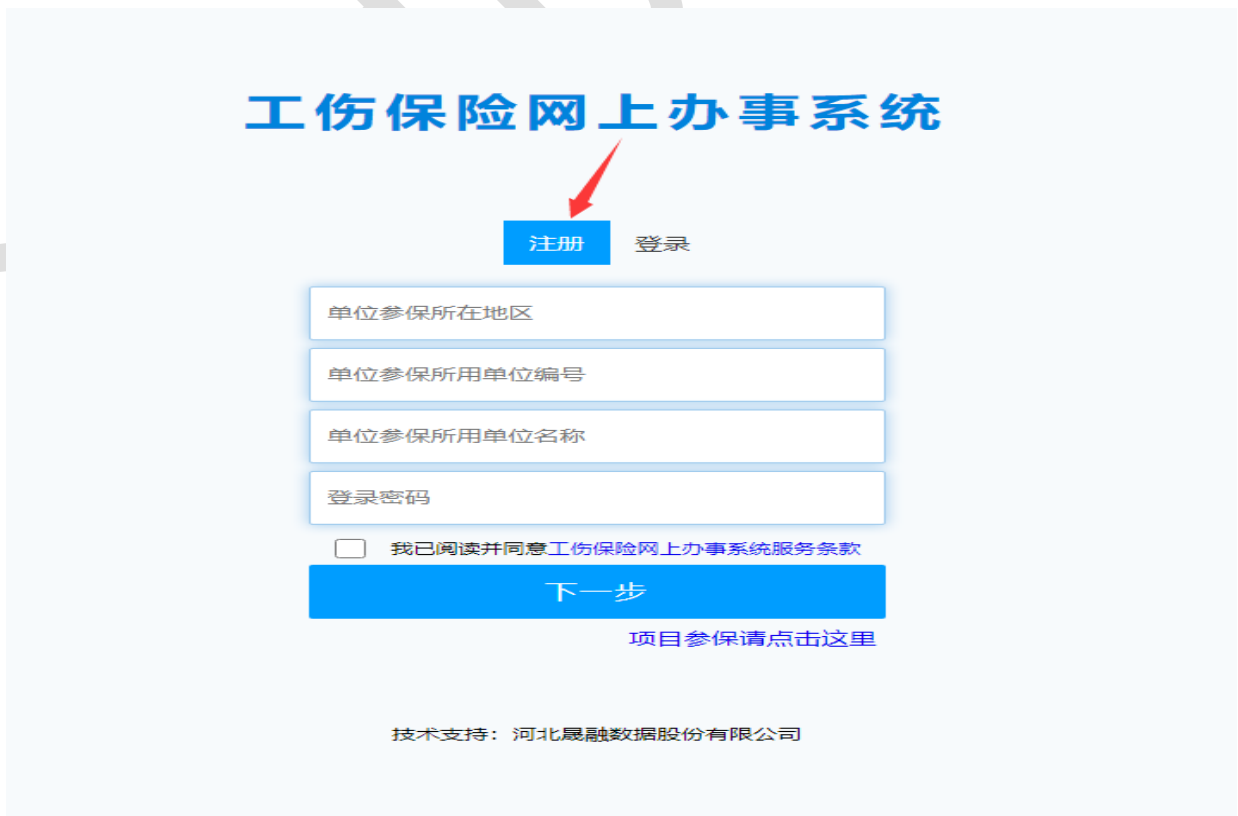 工伤保险网上办事系统
注册 登录
单位参保所在地区
单位参保所用单位编号
单位参保所用单位名称
登录密码
我已阅读并同意工伤保险网上办事系统服务条款
下一步
项目参保请点击这里
技术支持：河北晟融数据股份有限公司